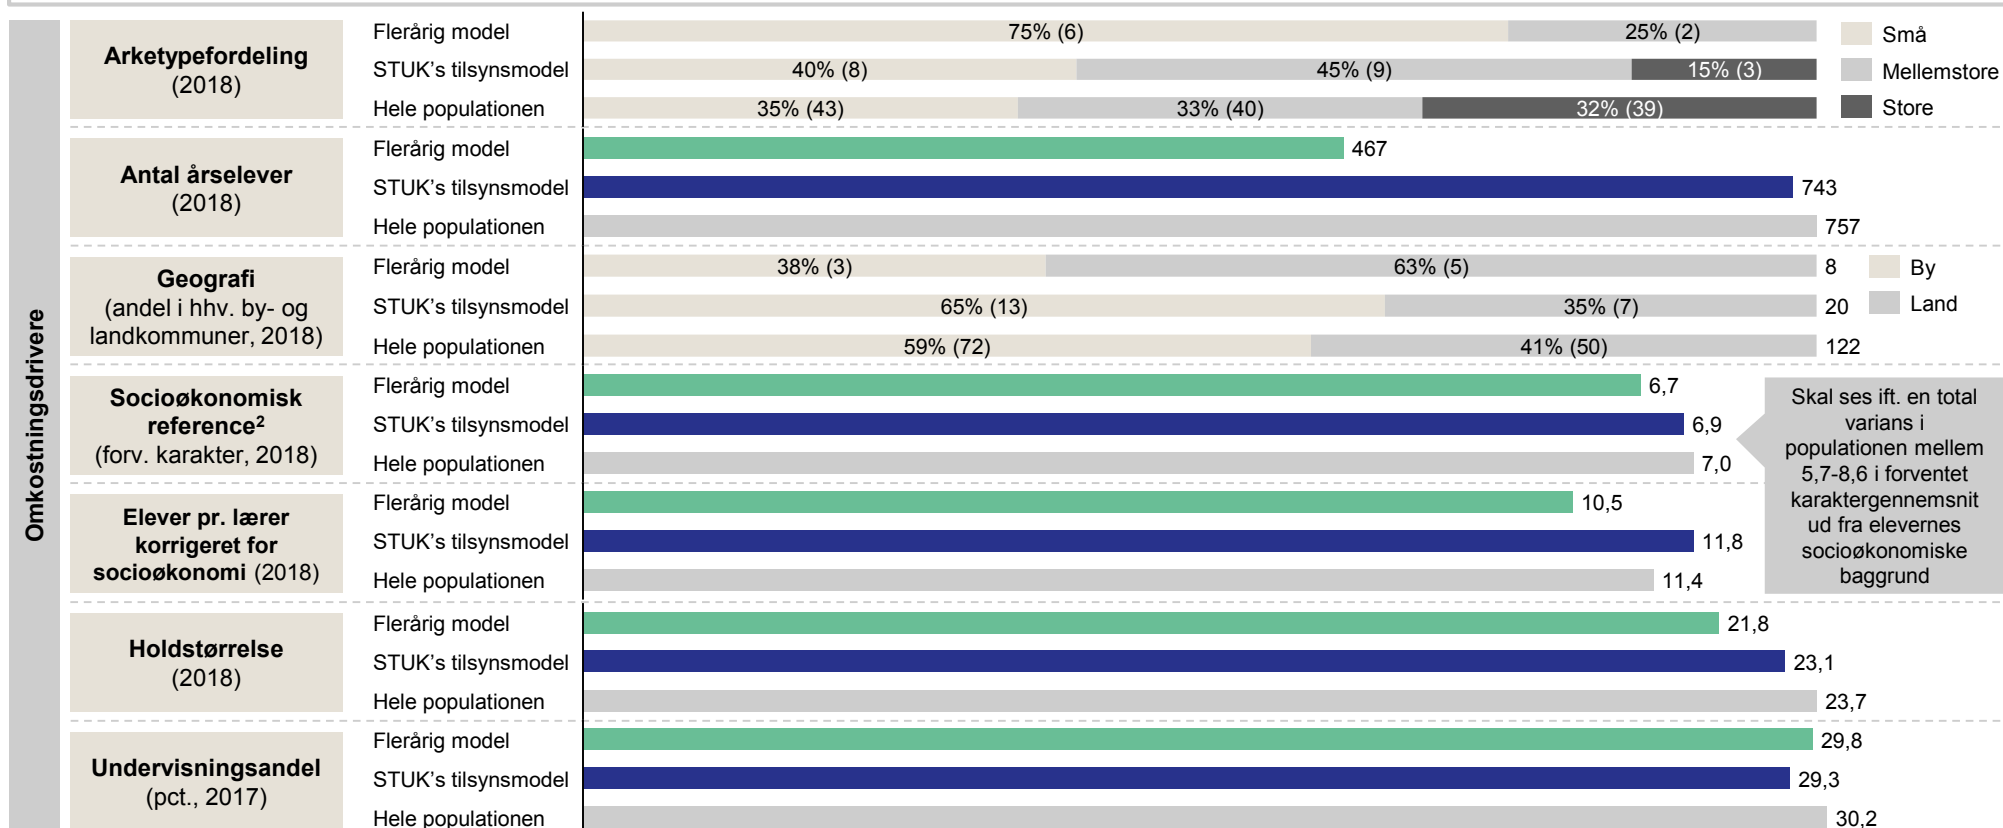 Omkostningsdrivere
Arketypefordeling
(2018)
Flerårig model
75% (6)
25% (2)
STUK's tilsynsmodel
40% (8)
45% (9)
15% (3)
Hele populationen
35% (43)
33% (40)
32% (39)
Små
Mellemstore
Store
Antal årselever
(2018)
Flerårig model
467
STUK's tilsynsmodel
743
Hele populationen
757
Geografi
(andel i hhv. by- og
landkommuner, 2018)
Flerårig model
38% (3)
63% (5)
8
STUK's tilsynsmodel
65% (13)
35% (7)
20
Hele populationen
59% (72)
41% (50)
122
By
Land
Socioøkonomisk
reference²
(forv. karakter, 2018)
Flerårig model
6,7
STUK's tilsynsmodel
6,9
Hele populationen
7,0
Skal ses ift. en total
varians i
populationen mellem
5,7-8,6 i forventet
karaktergennemsnit
ud fra elevernes
socioøkonomiske
baggrund
Elever pr. lærer
korrigeret for
socioøkonomi (2018)
Flerårig model
10,5
STUK's tilsynsmodel
11,8
Hele populationen
11,4
Holdstørrelse
(2018)
Flerårig model
21,8
STUK's tilsynsmodel
23,1
Hele populationen
23,7
Undervisningsandel
(pct., 2017)
Flerårig model
29,8
STUK's tilsynsmodel
29,3
Hele populationen
30,2